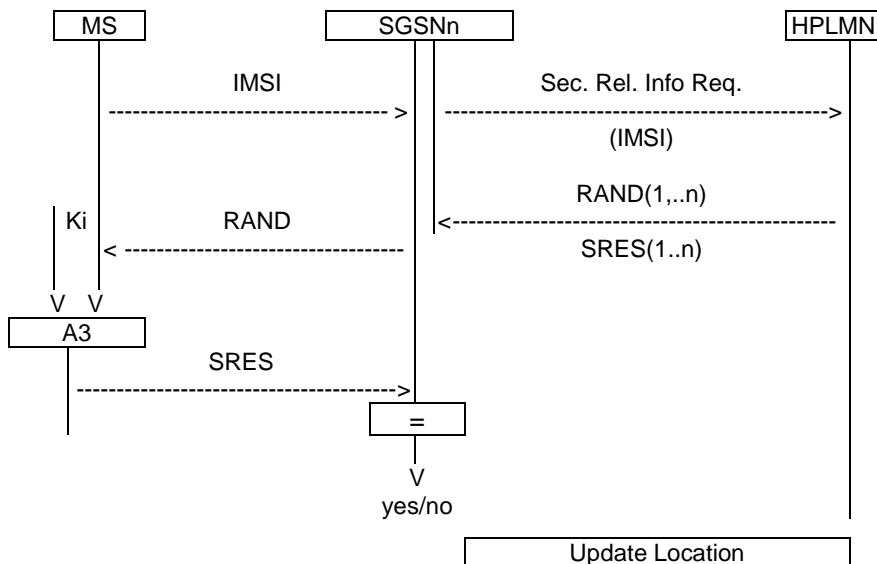 MS SGSNn HPLMN
IMSI Sec. Rel. Info Req.
------------------------------- > ------------------------------------------->
(IMSI)
RAND(1,..n)
Ki RAND <------------------------------------------
< ------------------------------- SRES(1..n)
V V
A3
SRES
------------------------------------>
=
V
yes/no
Update Location